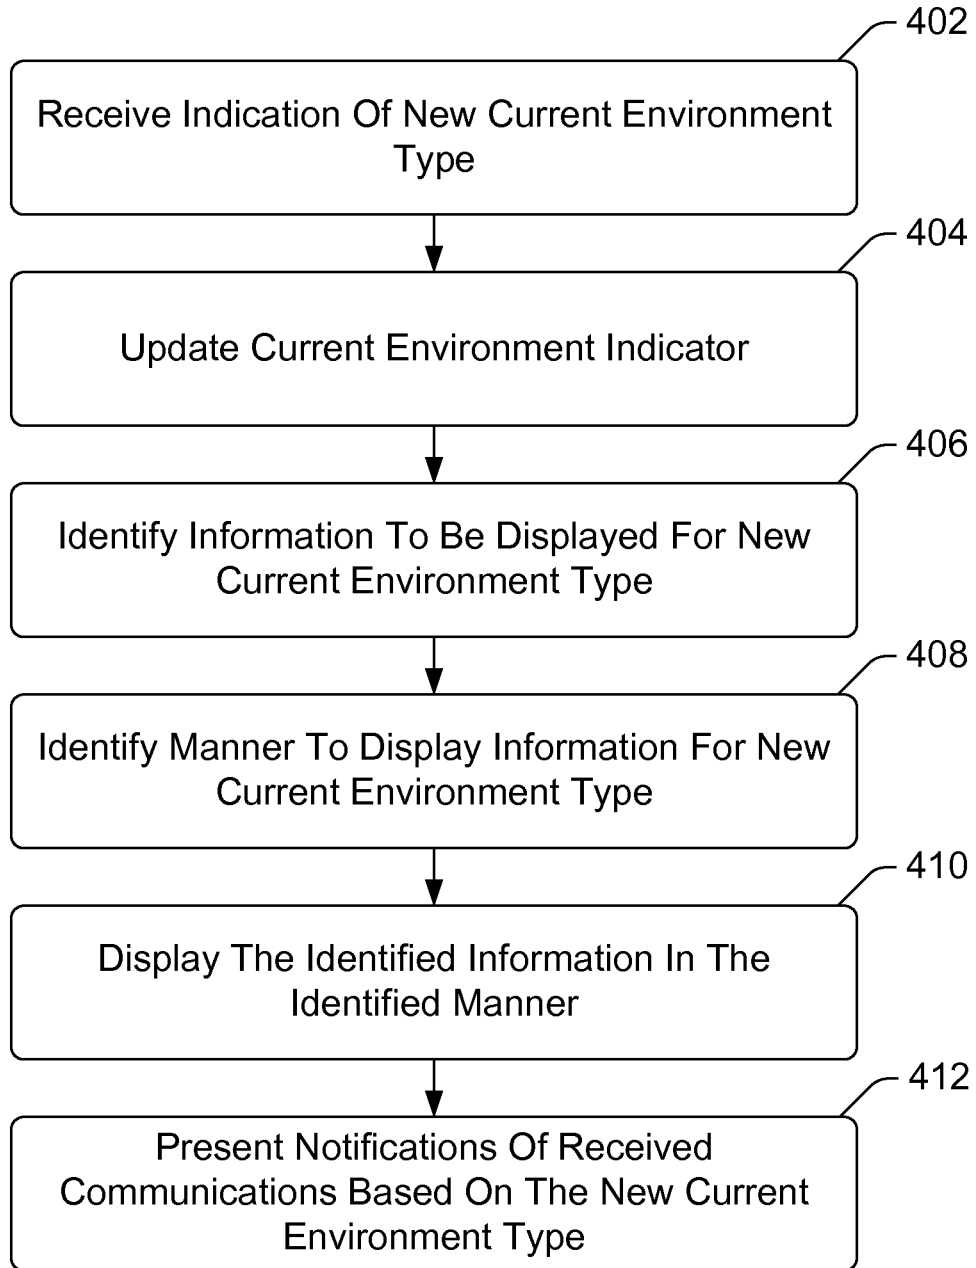 402
Receive Indication Of New Current Environment
Type
404
Update Current Environment Indicator
406
Identify Information To Be Displayed For New
Current Environment Type
408
Identify Manner To Display Information For New
Current Environment Type
410
Display The Identified Information In The
Identified Manner
412
Present Notifications Of Received
Communications Based On The New Current
Environment Type